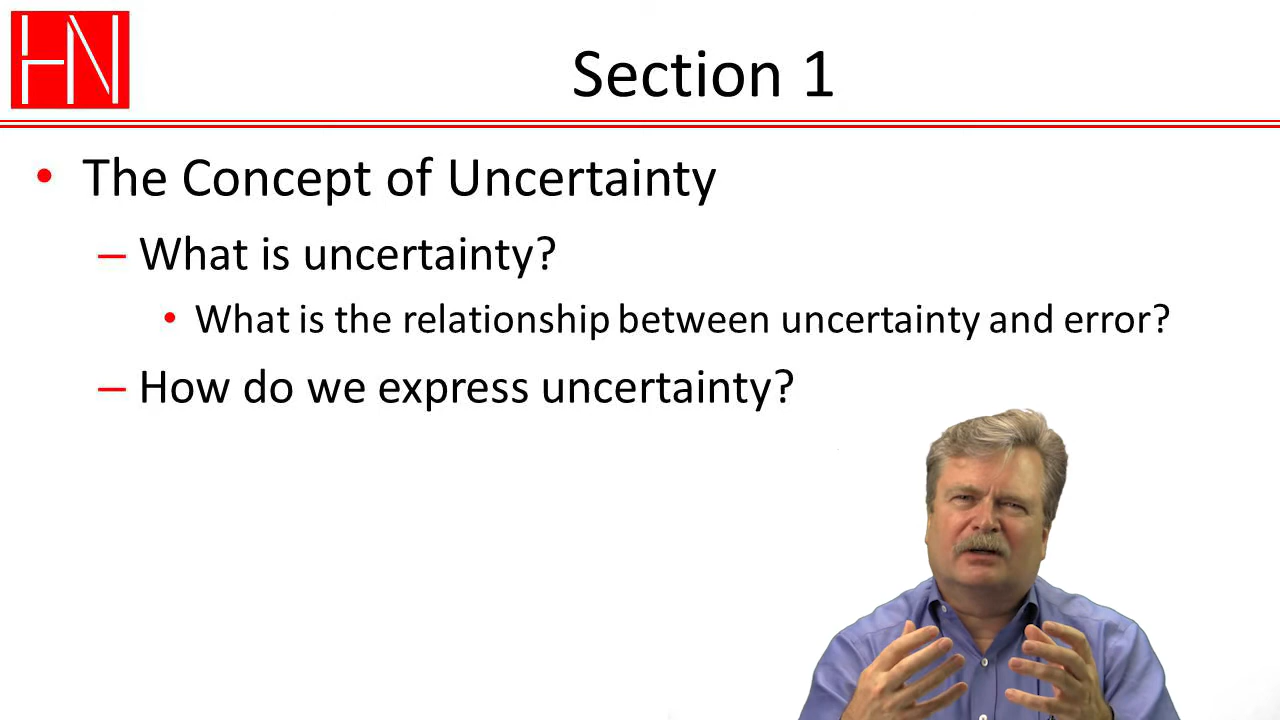 HN
Section 1
• The Concept of Uncertainty
– What is uncertainty?
• What is the relationship between uncertainty and error?
– How do we express uncertainty?